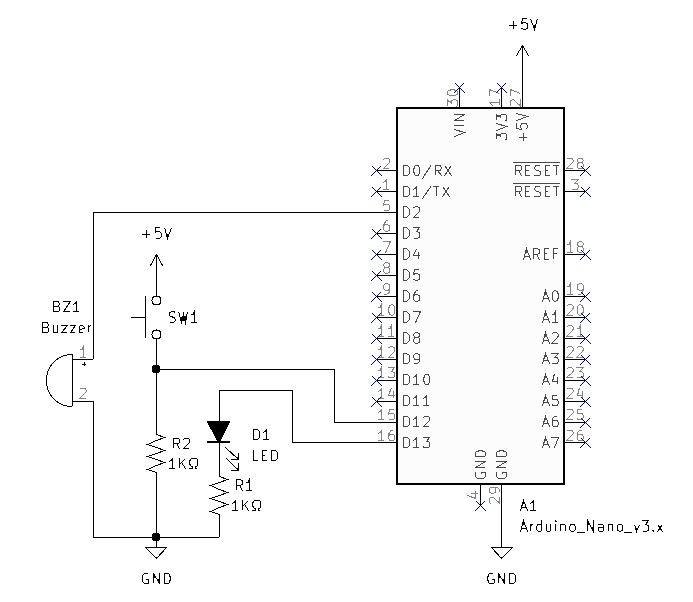 +5V
30
17
27
VIN
3V3
+5V
2
D0/RX
RESET
28
1
D1/TX
RESET
3
5
D2
6
D3
+5V
7
D4
AREF
18
8
D5
9
D6
A0
19
BZ1
Buzzer
SW1
10
D7
A1
20
11
D8
A2
21
1
+
12
D9
A3
22
13
D10
A4
23
2
14
D11
A5
24
15
D12
A6
25
16
D13
A7
26
D1
LED
R2
1KΩ
GND
GND
R1
1KΩ
4
29
A1
Arduino_Nano_v3.x
GND
GND